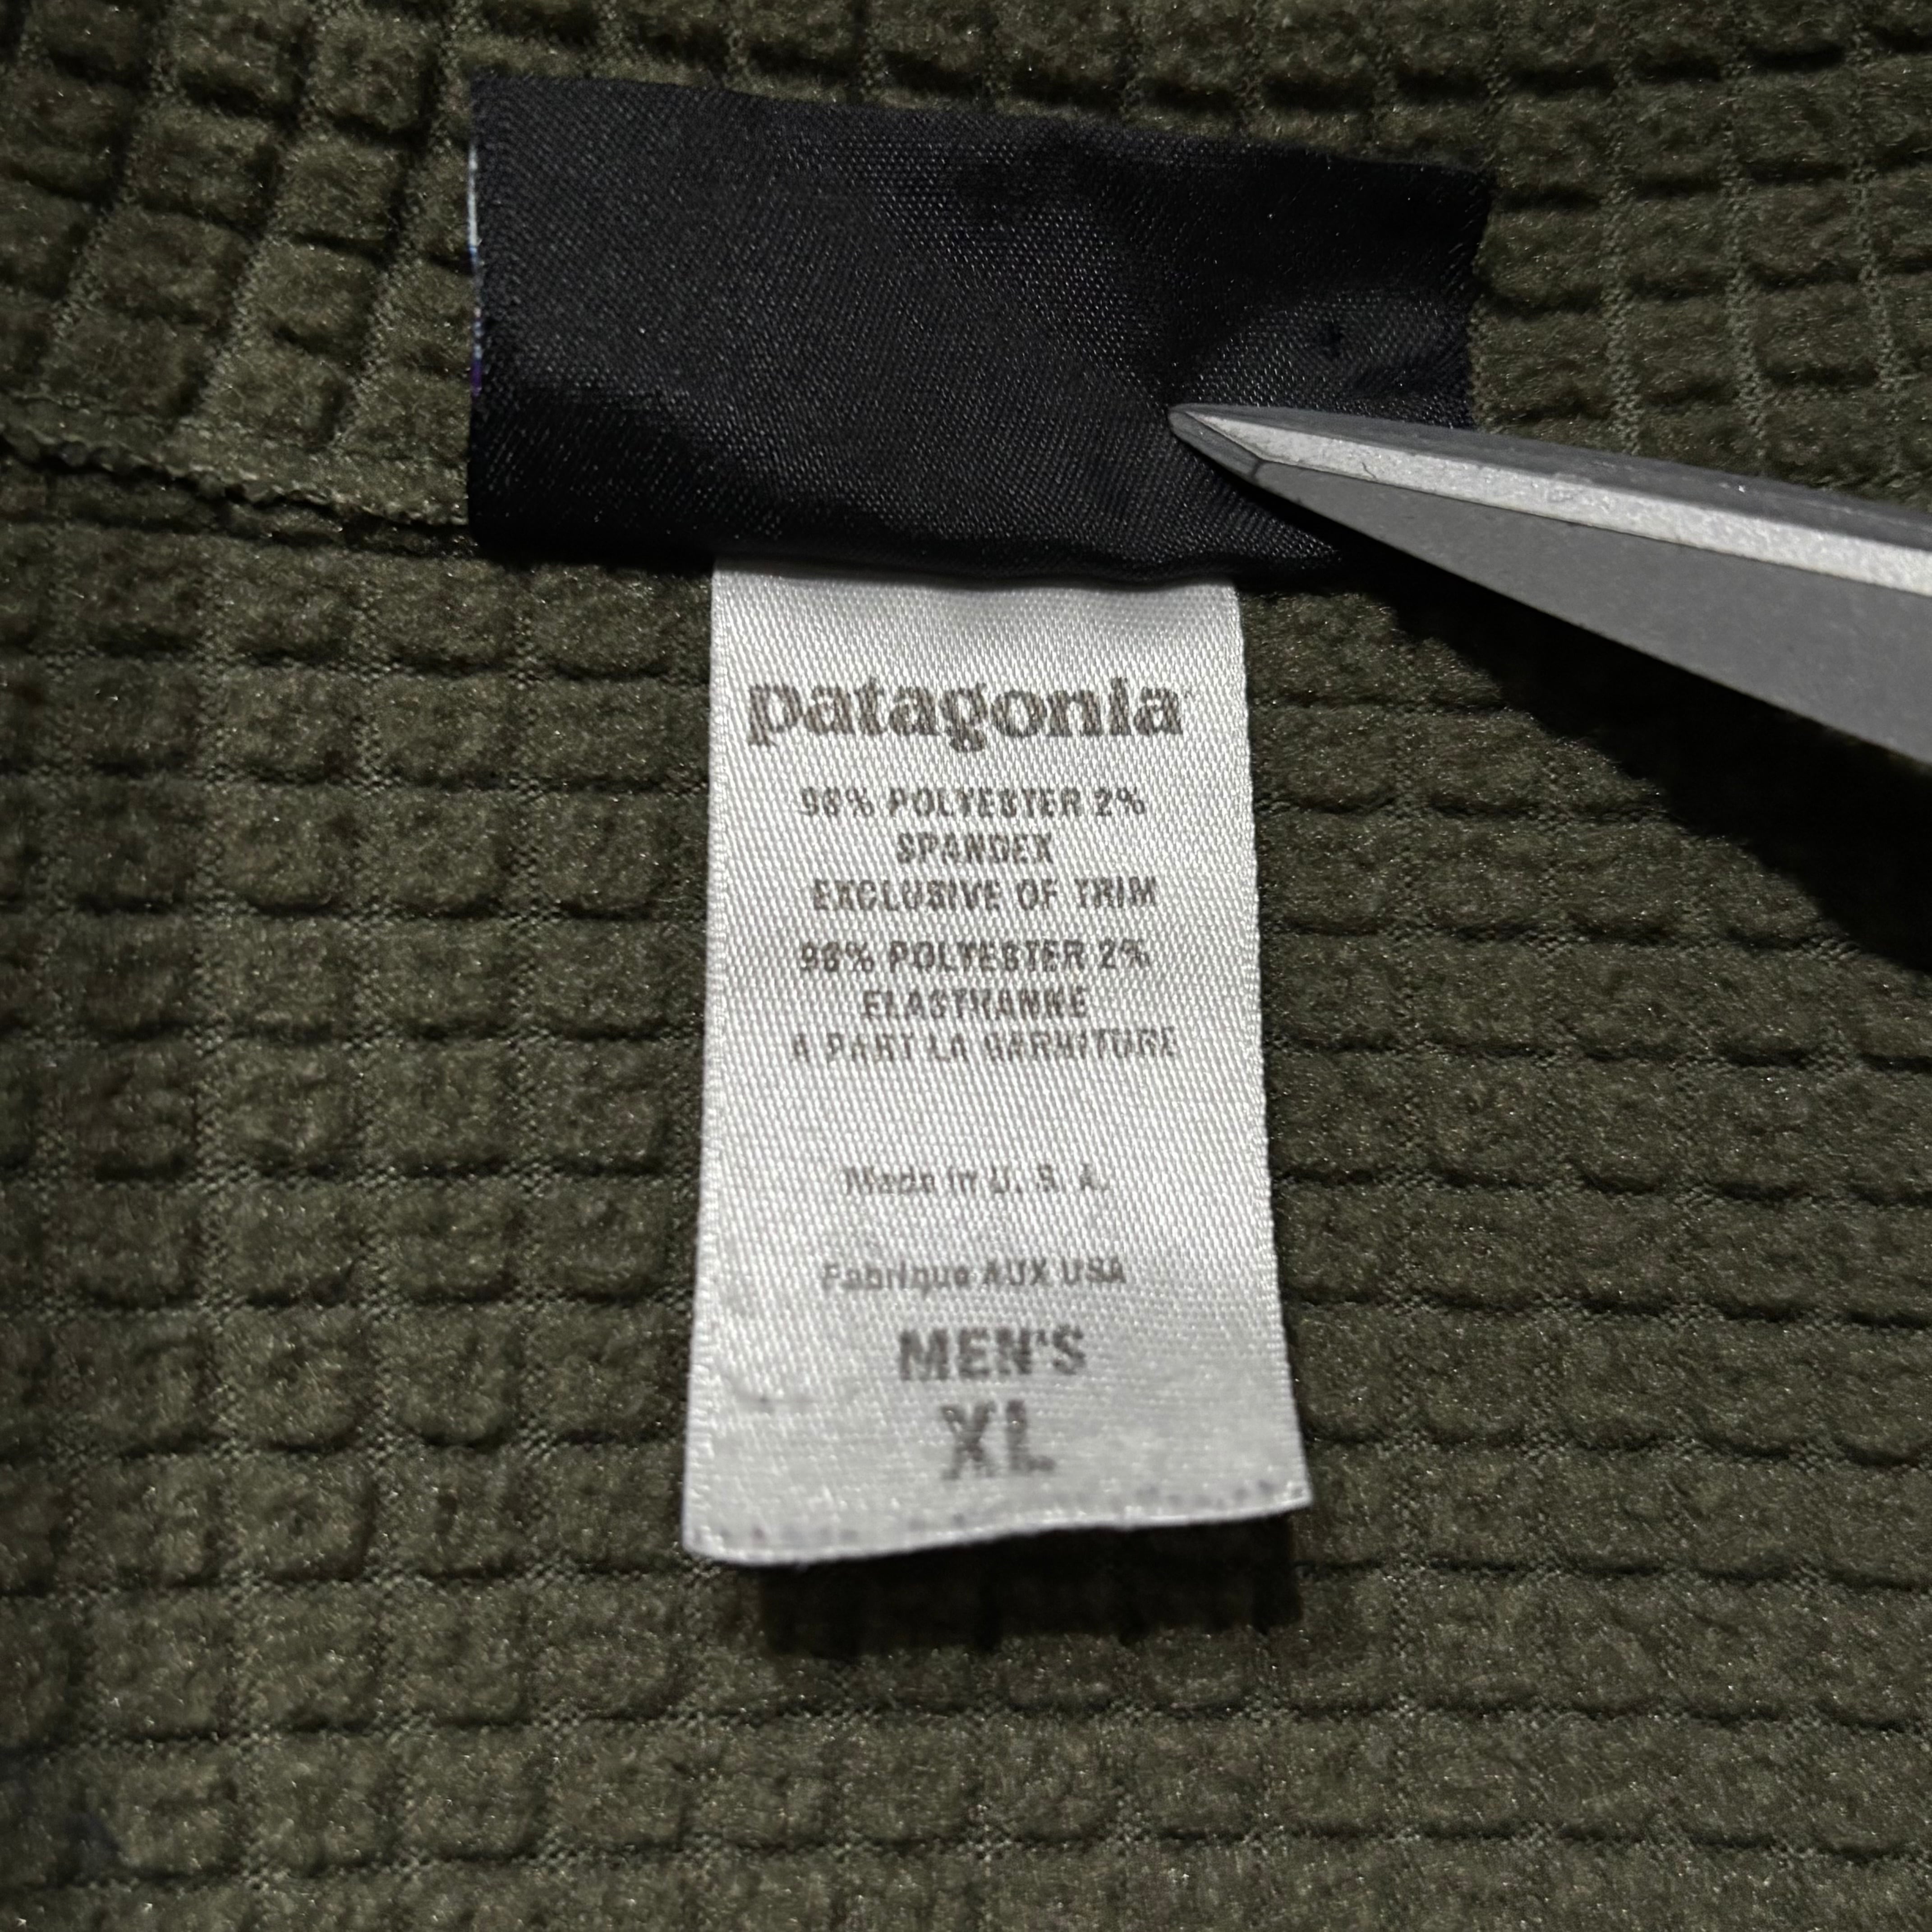 patagonia
98% POLYESTER 2%
SPANDEX
EXCLUSIVE OF TRIM
98% POLYESTER 2%
ELASTHANNE
A PART LA GARNITURE
Made in U. S. A.
Fabrique AUX USA
MEN'S
XL